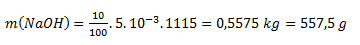 m(NaOH) = 10/100 . 5. 10⁻³. 1115 = 0,5575 kg = 557,5 g